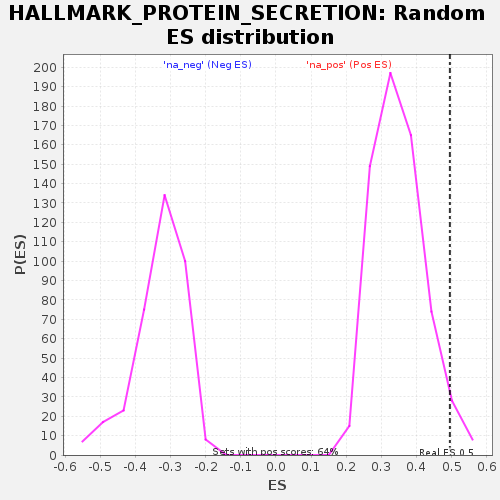 HALLMARK_PROTEIN_SECRETION: Random
ES distribution
'na_neg' (Neg ES)
'na_pos' (Pos ES)
200
190
180
170
160
150
140
130
120
110
100
90
80
70
60
50
40
30
20
10
0
P(ES)
Sets with pos scores: 64%
Real ES 0.5
-0.6 -0.5 -0.4 -0.3 -0.2 -0.1 0.0 0.1 0.2 0.3 0.4 0.5 0.6
ES